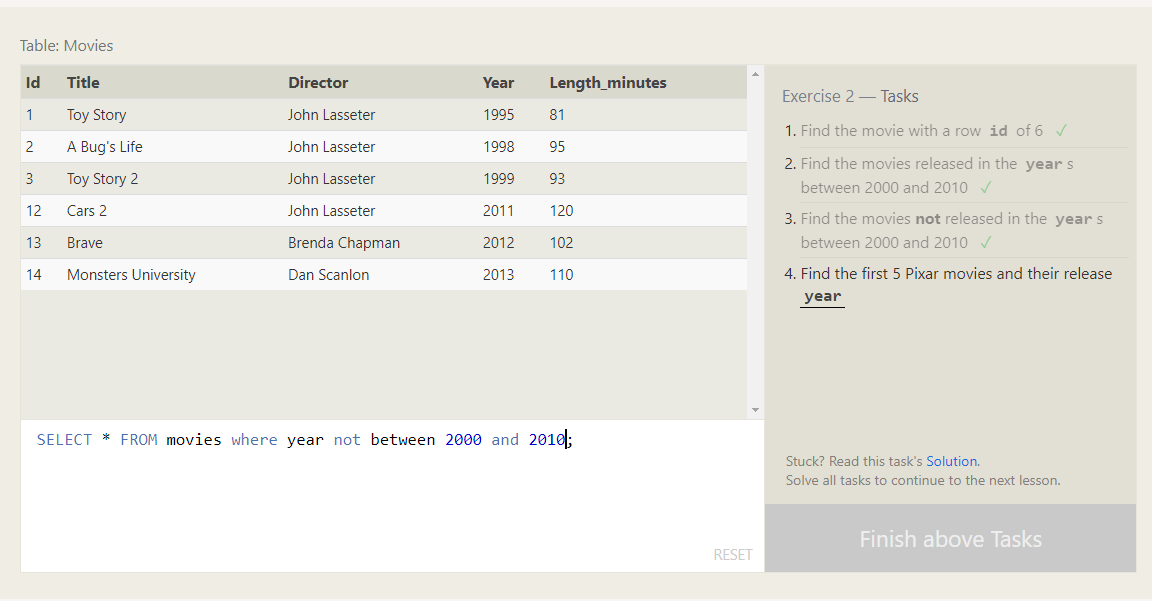 Table: Movies
Id Title Director Year Length_minutes
1 Toy Story John Lasseter 1995 81
2 A Bug's Life John Lasseter 1998 95
3 Toy Story 2 John Lasseter 1999 93
12 Cars 2 John Lasseter 2011 120
13 Brave Brenda Chapman 2012 102
14 Monsters University Dan Scanlon 2013 110
SELECT * FROM movies where year not between 2000 and 2010;
RESET
Exercise 2 — Tasks
1. Find the movie with a row id of 6 ✓
2. Find the movies released in the year s
between 2000 and 2010 ✓
3. Find the movies not released in the year s
between 2000 and 2010 ✓
4. Find the first 5 Pixar movies and their release
year
Stuck? Read this task's Solution.
Solve all tasks to continue to the next lesson.
Finish above Tasks